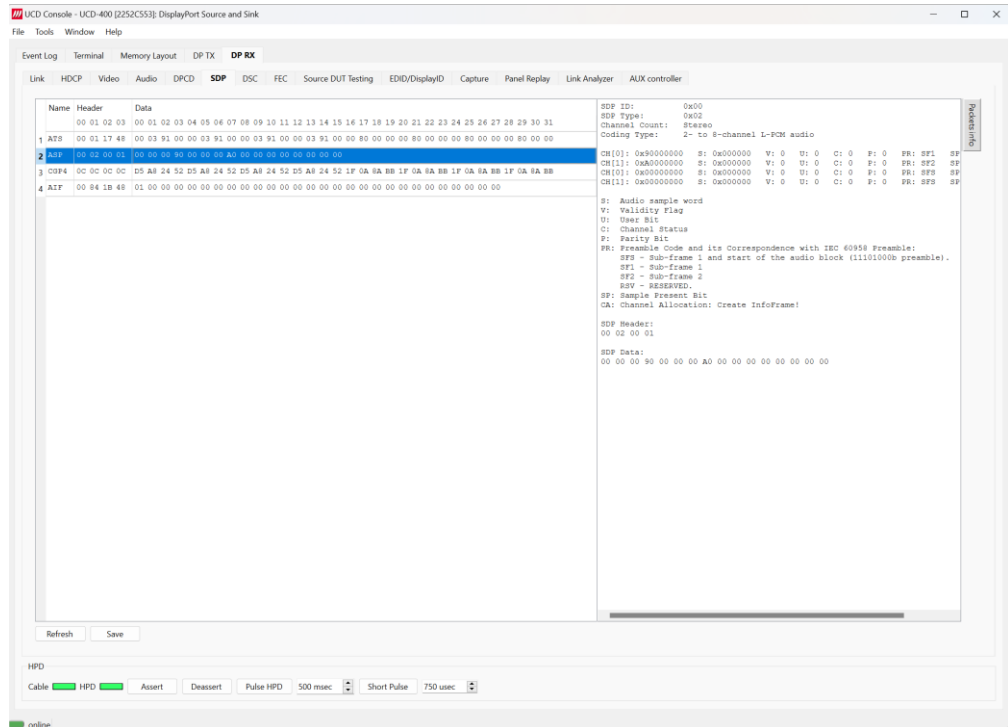 UCD Console - UCD-400 [2252C553]: DisplayPort Source and Sink
File Tools Window Help
Event Log Terminal Memory Layout DP TX DP RX
Link HDCP Video Audio DPCD SDP DSC FEC Source DUT Testing EDID/DisplayID Capture Panel Replay Link Analyzer AUX controller
Name Header Data
00 01 02 03 00 01 02 03 04 05 06 07 08 09 10 11 12 13 14 15 16 17 18 19 20 21 22 23 24 25 26 27 28 29 30 31
1 ATS 00 01 17 48 00 03 91 00 00 03 91 00 00 03 91 00 00 03 91 00 00 80 00 00 00 80 00 00 00 80 00 00 00 80 00 00
2 ASP 00 02 00 01 00 00 00 90 00 00 00 A0 00 00 00 00 00 00 00 00
3 CSP4 0C 0C 0C 0C D5 A8 24 52 D5 A8 24 52 D5 A8 24 52 D5 A8 24 52 1F 0A 8A BB 1F 0A 8A BB 1F 0A 8A BB 1F 0A 8A BB
4 AIF 00 84 1B 48 01 00 00 00 00 00 00 00 00 00 00 00 00 00 00 00 00 00 00 00 00 00 00 00
SDP ID: 0x00
SDP Type: 0x02
Channel Count: Stereo
Coding Type: 2- to 8-channel L-PCM audio
CH[0]: 0x90000000 S: 0x000000 V: 0 U: 0 C: 0 P: 0 PR: SF1 SP
CH[1]: 0xA0000000 S: 0x000000 V: 0 U: 0 C: 0 P: 0 PR: SF2 SP
CH[0]: 0x00000000 S: 0x000000 V: 0 U: 0 C: 0 P: 0 PR: SFS SP
CH[1]: 0x00000000 S: 0x000000 V: 0 U: 0 C: 0 P: 0 PR: SFS SP
S: Audio sample word
V: Validity Flag
U: User Bit
C: Channel Status
P: Parity Bit
PR: Preamble Code and its Correspondence with IEC 60958 Preamble:
SFS - Sub-frame 1 and start of the audio block (11101000b preamble).
SF1 - Sub-frame 1
SF2 - Sub-frame 2
RSV - RESERVED.
SP: Sample Present Bit
CA: Channel Allocation: Create InfoFrame!
SDP Header:
00 02 00 01
SDP Data:
00 00 00 90 00 00 00 A0 00 00 00 00 00 00 00 00
Packets info
Refresh Save
HPD
Cable HPD Assert Deassert Pulse HPD 500 msec Short Pulse 750 usec
online